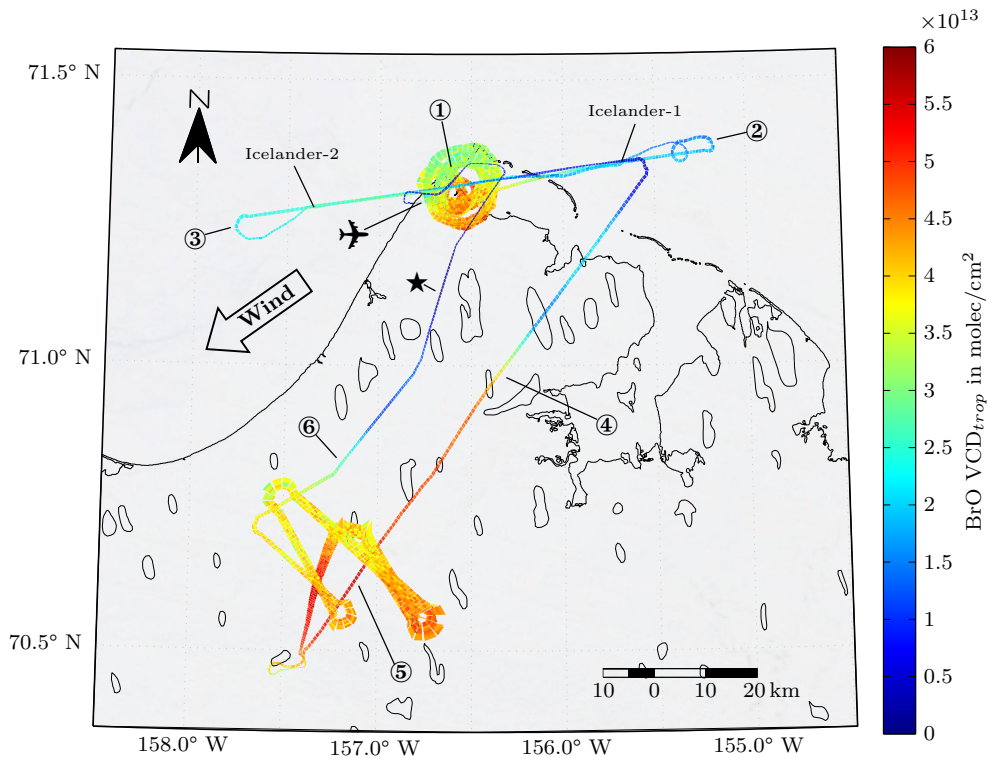 ×10¹³
71.5° N
71.0° N
70.5° N
N
①
Icelander-1
②
Icelander-2
③
Wind
④
⑥
⑤
10 0 10 20 km
158.0° W 157.0° W 156.0° W 155.0° W
6
5.5
5
4.5
4
3.5
3
2.5
2
1.5
1
0.5
0
BrO VCD_trop in molec/cm²